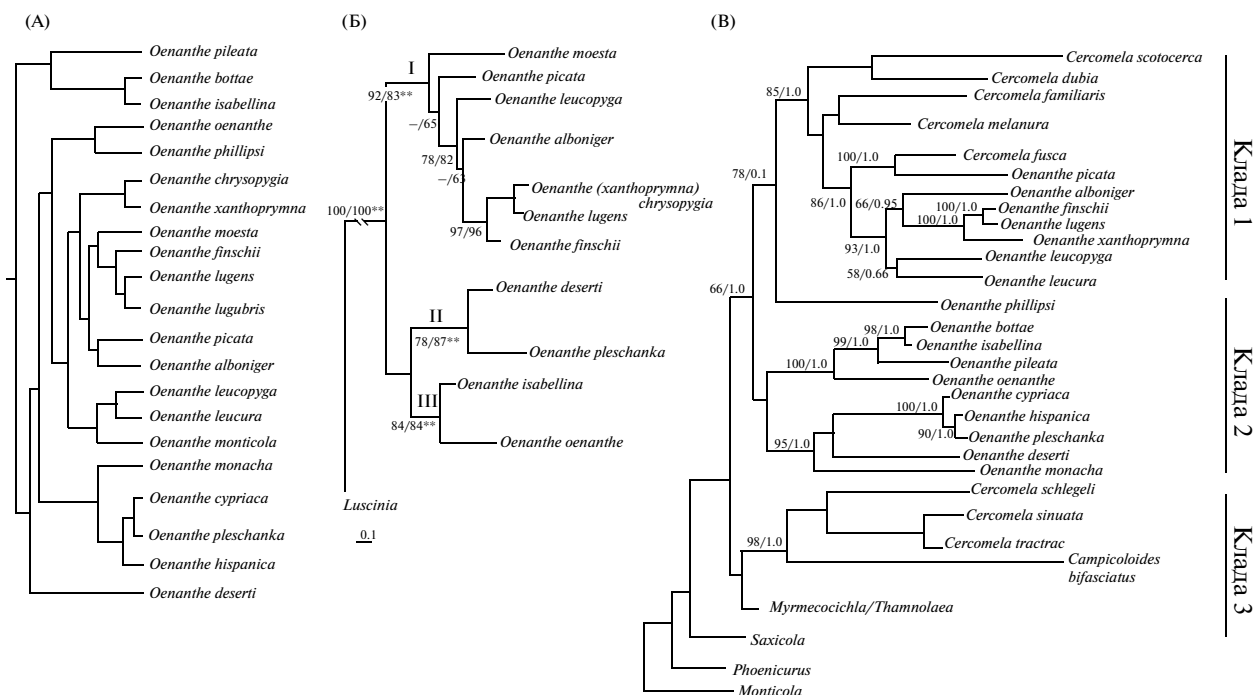 (А)
Oenanthe pileata
Oenanthe bottae
Oenanthe isabellina
Oenanthe oenanthe
Oenanthe phillipsi
Oenanthe chrysopygia
Oenanthe xanthoprymna
Oenanthe moesta
Oenanthe finschii
Oenanthe lugens
Oenanthe lugubris
Oenanthe picata
Oenanthe alboniger
Oenanthe leucopyga
Oenanthe leucura
Oenanthe monticola
Oenanthe monacha
Oenanthe cypriaca
Oenanthe pleschanka
Oenanthe hispanica
Oenanthe deserti
(Б)
Oenanthe moesta
I
Oenanthe picata
92/83**
Oenanthe leucopyga
–/65
Oenanthe alboniger
78/82
–/63
Oenanthe (xanthoprymna)
chrysopygia
100/100**
Oenanthe lugens
97/96
Oenanthe finschii
Oenanthe deserti
II
78/87**
Oenanthe pleschanka
Oenanthe isabellina
III
84/84**
Oenanthe oenanthe
Luscinia
0.1
(В)
Cercomela scotocerca
Cercomela dubia
85/1.0
Cercomela familiaris
Cercomela melanura
100/1.0
Cercomela fusca
Oenanthe picata
78/0.1
86/1.0
66/0.95
Oenanthe alboniger
100/1.0
Oenanthe finschii
100/1.0
Oenanthe lugens
Oenanthe xanthoprymna
93/1.0
Oenanthe leucopyga
58/0.66
Oenanthe leucura
66/1.0
Oenanthe phillipsi
98/1.0
Oenanthe bottae
99/1.0
Oenanthe isabellina
100/1.0
Oenanthe pileata
Oenanthe oenanthe
Oenanthe cypriaca
100/1.0
Oenanthe hispanica
90/1.0
Oenanthe pleschanka
95/1.0
Oenanthe deserti
Oenanthe monacha
Cercomela schlegeli
Cercomela sinuata
98/1.0
Cercomela tractrac
Campicoloides
bifasciatus
Myrmecocichla/Thamnolaea
Saxicola
Phoenicurus
Monticola
Клада 1
Клада 2
Клада 3